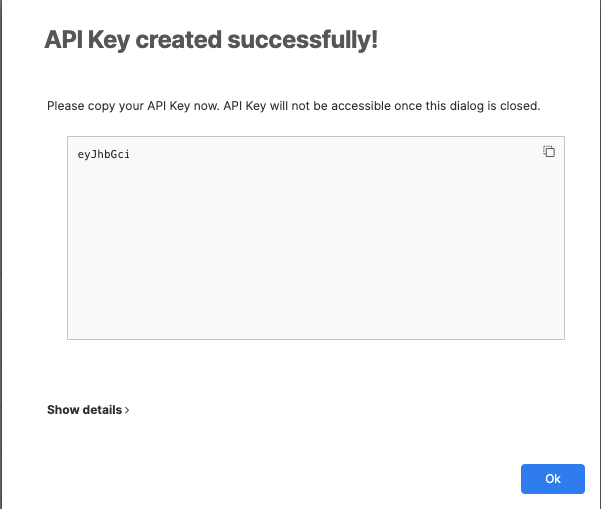 API Key created successfully!
Please copy your API Key now. API Key will not be accessible once this dialog is closed.
eyJhbGci
Show details
Ok